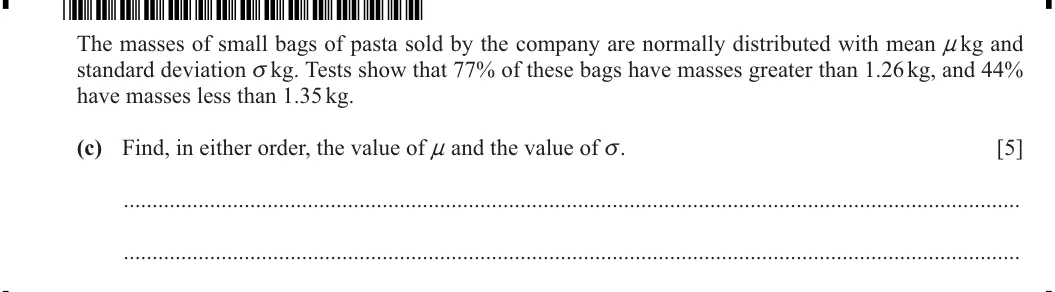 The masses of small bags of pasta sold by the company are normally distributed with mean μ kg and
standard deviation σ kg. Tests show that 77% of these bags have masses greater than 1.26 kg, and 44%
have masses less than 1.35 kg.
(c) Find, in either order, the value of μ and the value of σ. [5]